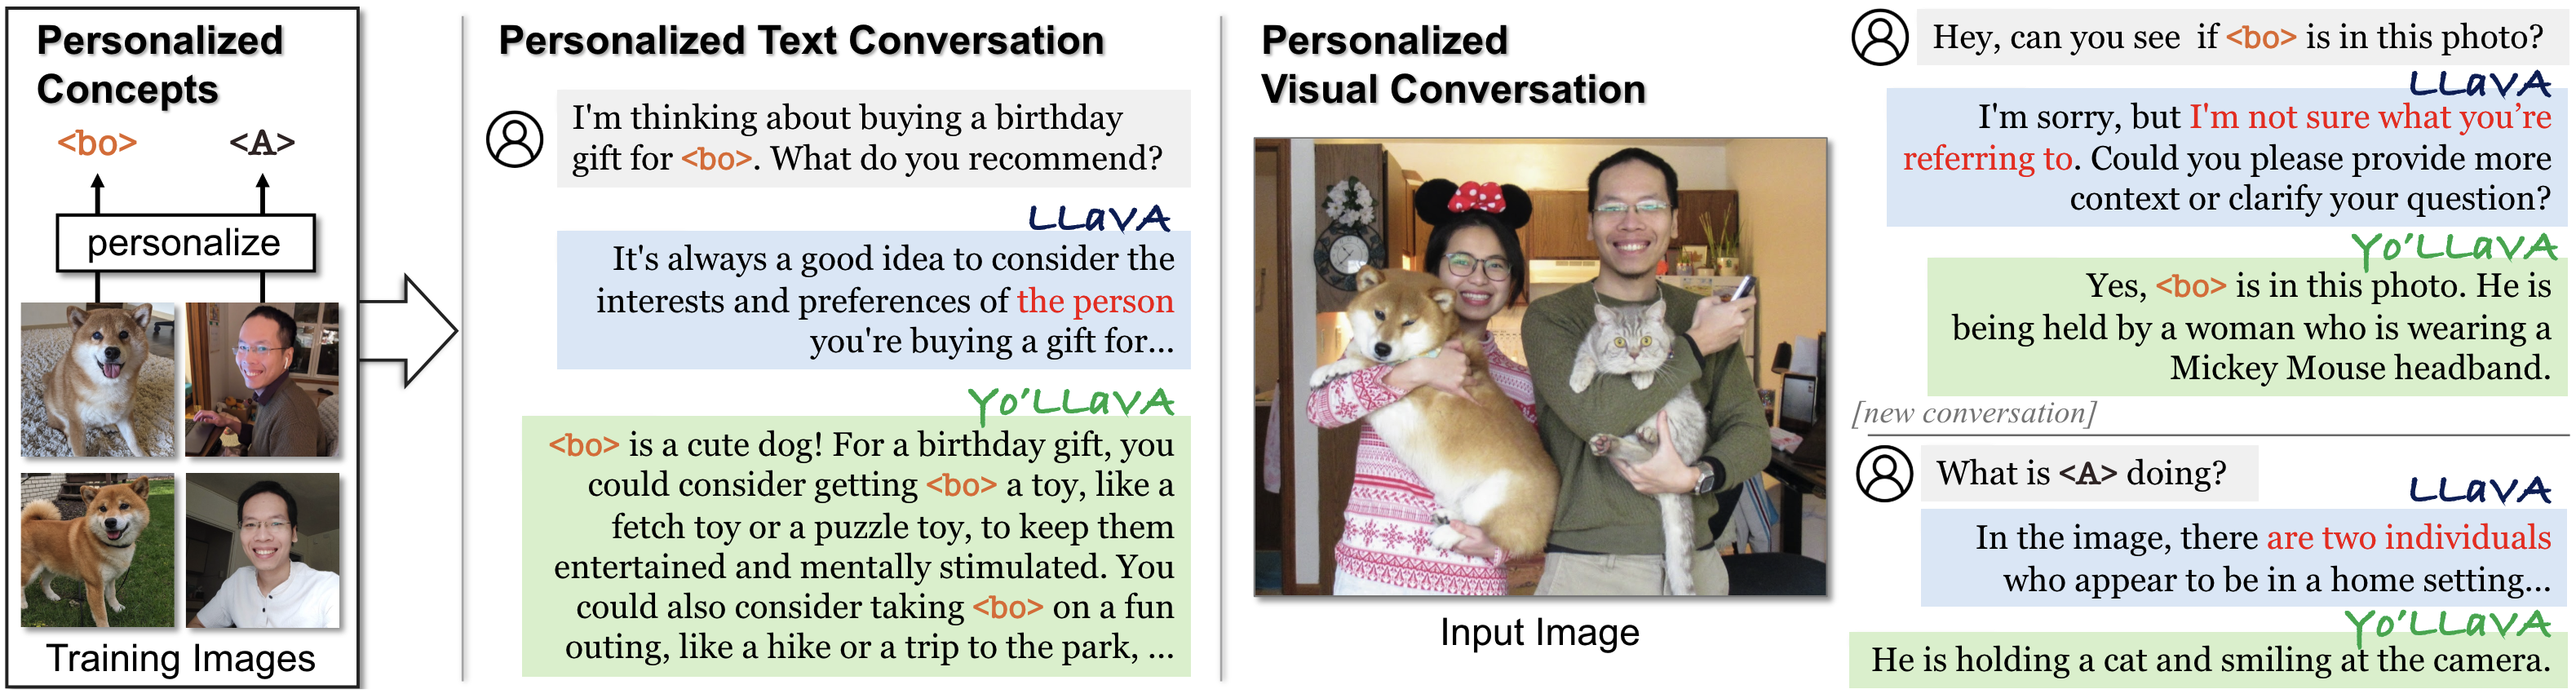 Personalized
Concepts
<bo>
<A>
personalize
Training Images
Personalized Text Conversation
I'm thinking about buying a birthday
gift for <bo>. What do you recommend?
LLaVA
It's always a good idea to consider the
interests and preferences of the person
you're buying a gift for...
Yo'LLaVA
<bo> is a cute dog! For a birthday gift, you
could consider getting <bo> a toy, like a
fetch toy or a puzzle toy, to keep them
entertained and mentally stimulated. You
could also consider taking <bo> on a fun
outing, like a hike or a trip to the park, ...
Personalized
Visual Conversation
Input Image
Hey, can you see if <bo> is in this photo?
LLaVA
I'm sorry, but I'm not sure what you're
referring to. Could you please provide more
context or clarify your question?
Yo'LLaVA
Yes, <bo> is in this photo. He is
being held by a woman who is wearing a
Mickey Mouse headband.
[new conversation]
What is <A> doing?
LLaVA
In the image, there are two individuals
who appear to be in a home setting...
Yo'LLaVA
He is holding a cat and smiling at the camera.